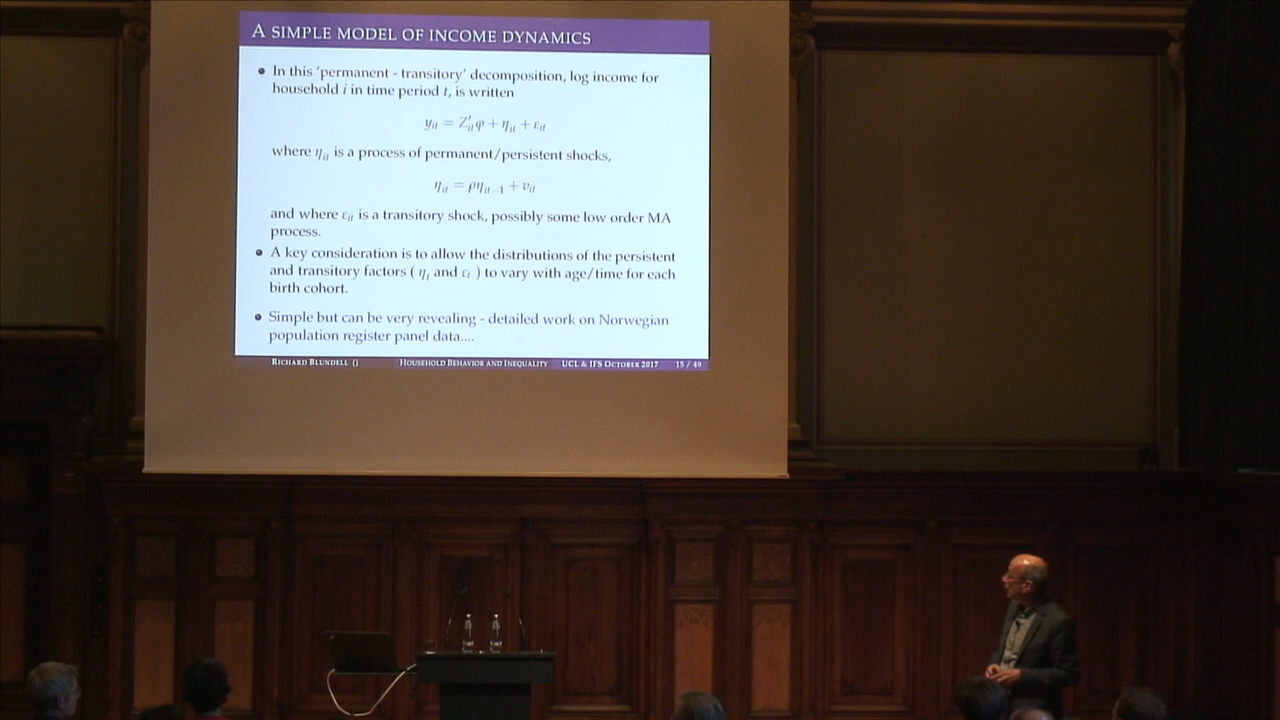 A SIMPLE MODEL OF INCOME DYNAMICS
• In this 'permanent - transitory' decomposition, log income for
household i in time period t, is written
y_it = Z′_it φ + η_it + ε_it
where η_it is a process of permanent/persistent shocks,
η_it = ρη_it−1 + υ_it
and where ε_it is a transitory shock, possibly some low order MA
process.
• A key consideration is to allow the distributions of the persistent
and transitory factors ( η_t and ε_t ) to vary with age/time for each
birth cohort.
• Simple but can be very revealing - detailed work on Norwegian
population register panel data....
RICHARD BLUNDELL () HOUSEHOLD BEHAVIOR AND INEQUALITY UCL & IFS OCTOBER 2017 15 / 49